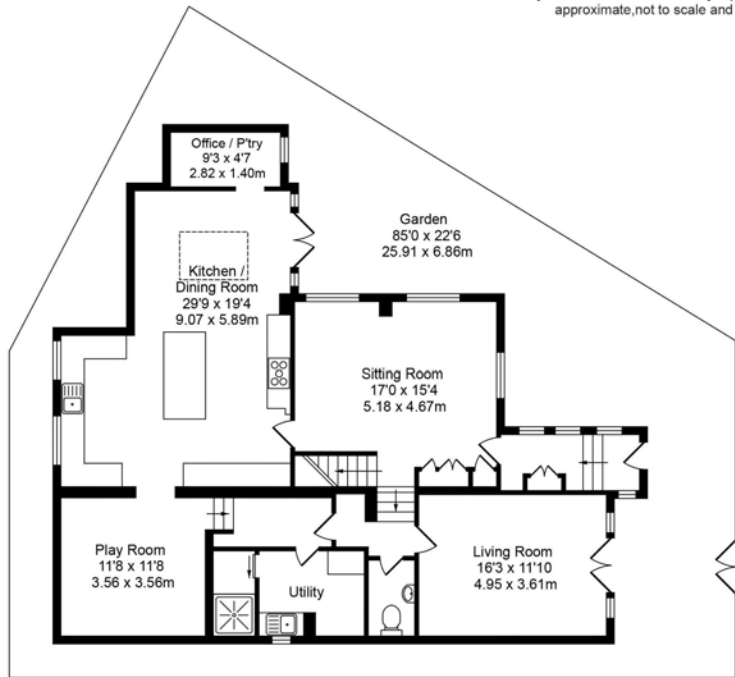 approximate,not to scale and
Office / P'try
9'3 x 4'7
2.82 x 1.40m
Garden
85'0 x 22'6
25.91 x 6.86m
Kitchen /
Dining Room
29'9 x 19'4
9.07 x 5.89m
Sitting Room
17'0 x 15'4
5.18 x 4.67m
Play Room
11'8 x 11'8
3.56 x 3.56m
Utility
Living Room
16'3 x 11'10
4.95 x 3.61m